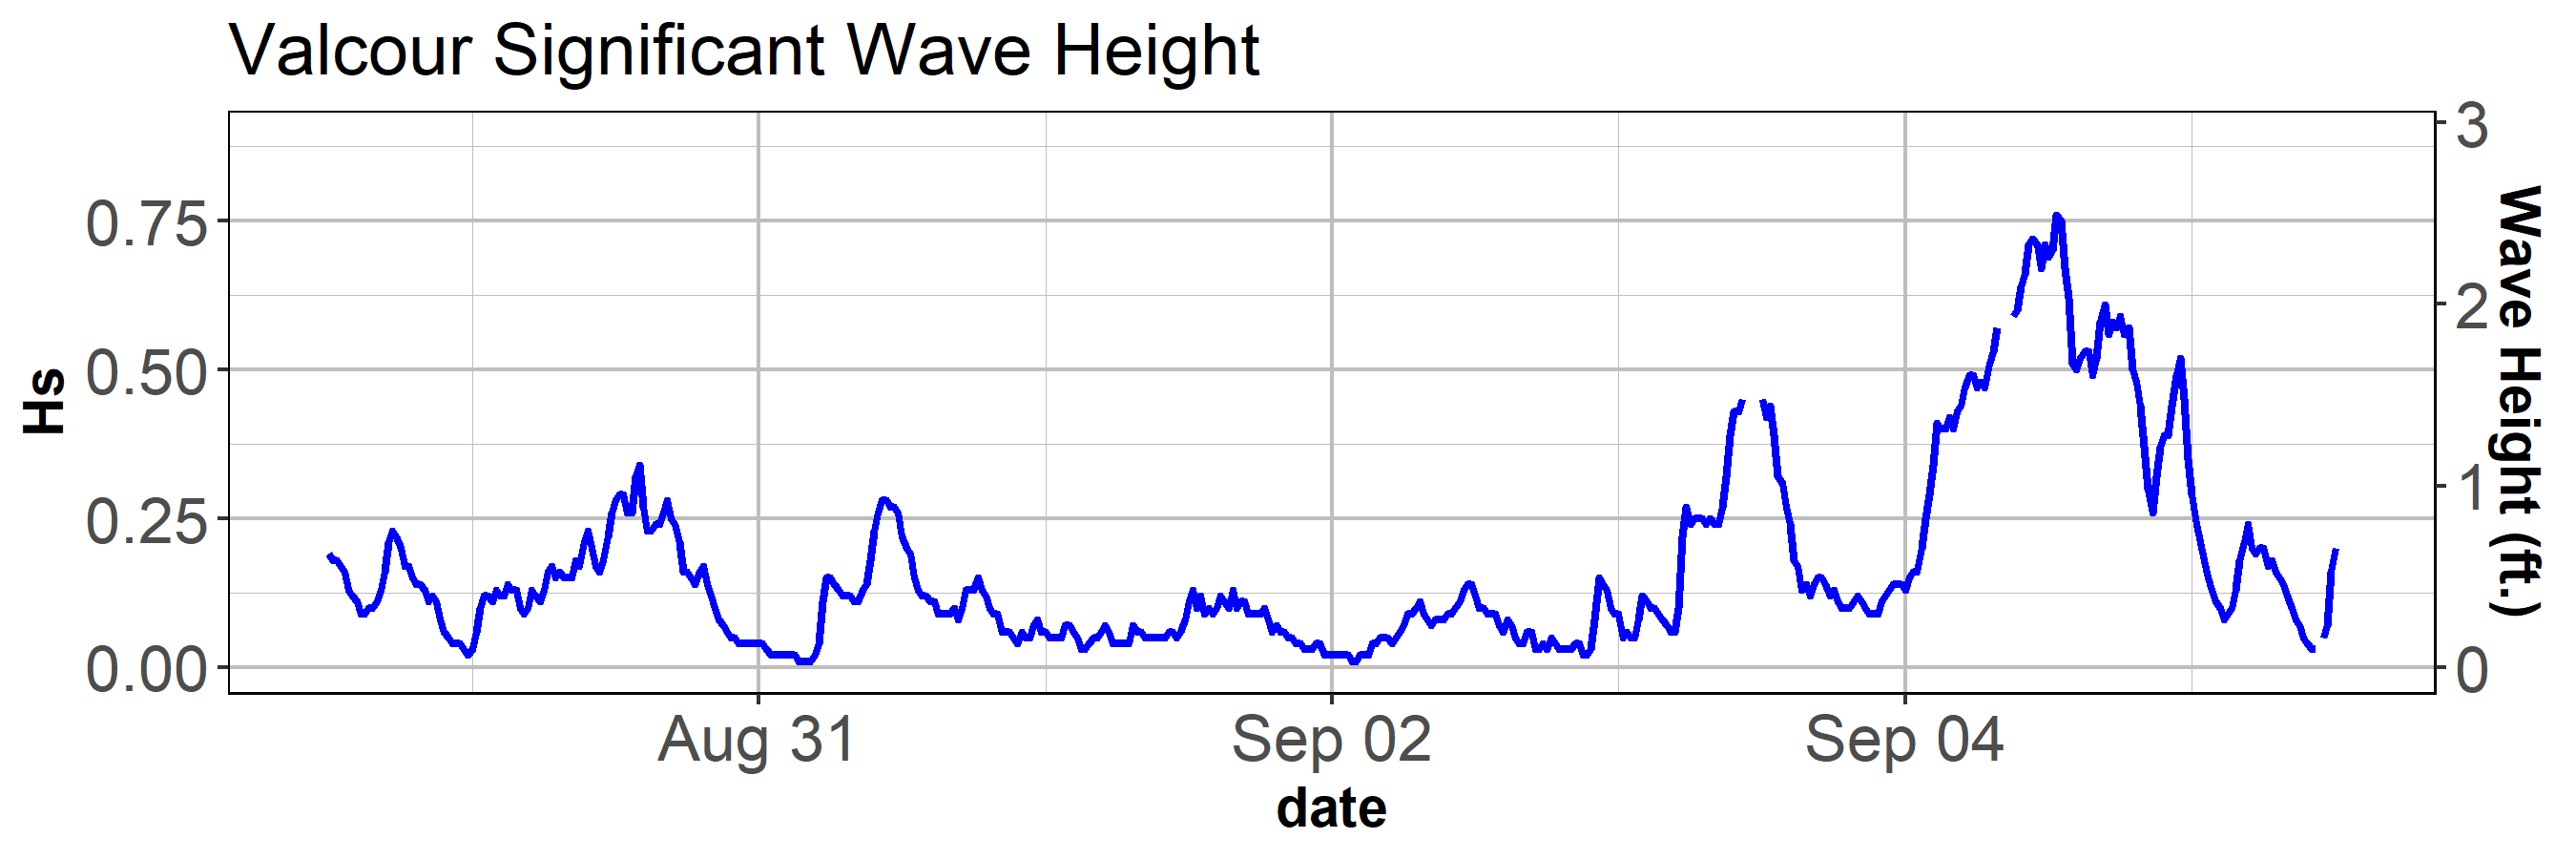 Valcour Significant Wave Height
3
0.75
2
0.50
1
0.25
0.00
0
Hs
Wave Height (ft.)
Aug 31
Sep 02
Sep 04
date